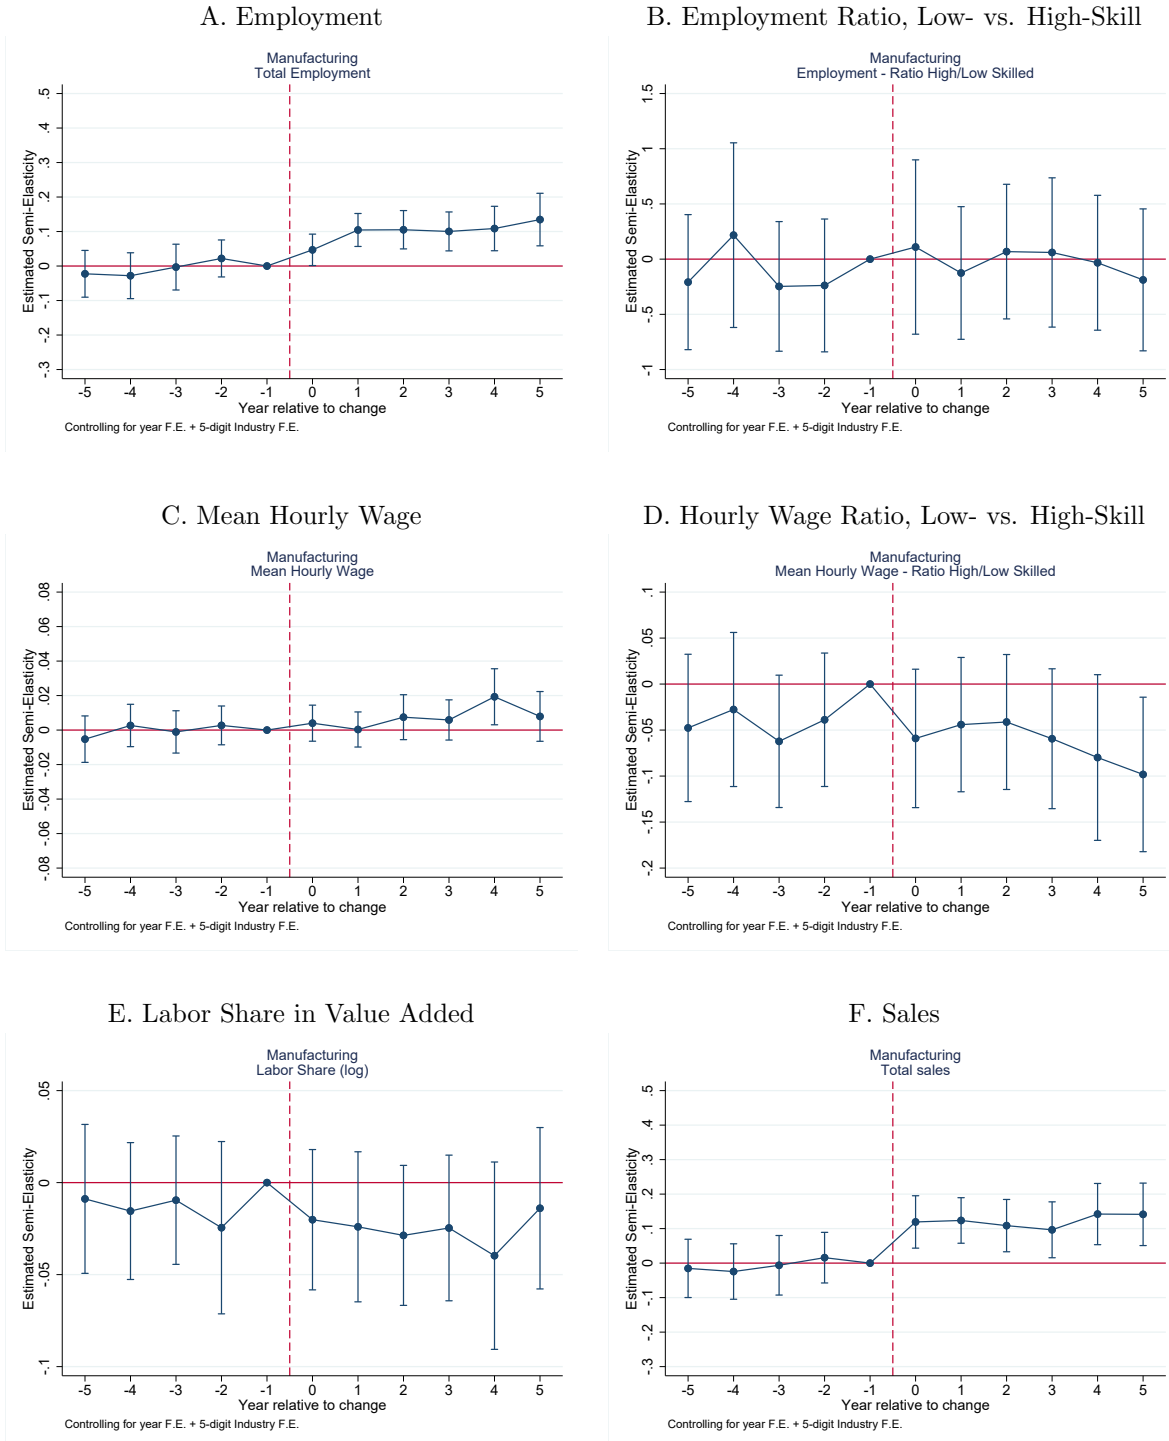 A. Employment
Manufacturing
Total Employment
Estimated Semi-Elasticity
.5
.4
.3
.2
.1
0
-.1
-.2
-.3
-5 -4 -3 -2 -1 0 1 2 3 4 5
Year relative to change
Controlling for year F.E. + 5-digit Industry F.E.
B. Employment Ratio, Low- vs. High-Skill
Manufacturing
Employment - Ratio High/Low Skilled
Estimated Semi-Elasticity
1.5
1
.5
0
-.5
-1
-5 -4 -3 -2 -1 0 1 2 3 4 5
Year relative to change
Controlling for year F.E. + 5-digit Industry F.E.
C. Mean Hourly Wage
Manufacturing
Mean Hourly Wage
Estimated Semi-Elasticity
.08
.06
.04
.02
0
-.02
-.04
-.06
-.08
-5 -4 -3 -2 -1 0 1 2 3 4 5
Year relative to change
Controlling for year F.E. + 5-digit Industry F.E.
D. Hourly Wage Ratio, Low- vs. High-Skill
Manufacturing
Mean Hourly Wage - Ratio High/Low Skilled
Estimated Semi-Elasticity
.1
.05
0
-.05
-.1
-.15
-.2
-5 -4 -3 -2 -1 0 1 2 3 4 5
Year relative to change
Controlling for year F.E. + 5-digit Industry F.E.
E. Labor Share in Value Added
Manufacturing
Labor Share (log)
Estimated Semi-Elasticity
.05
0
-.05
-.1
-5 -4 -3 -2 -1 0 1 2 3 4 5
Year relative to change
Controlling for year F.E. + 5-digit Industry F.E.
F. Sales
Manufacturing
Total sales
Estimated Semi-Elasticity
.5
.4
.3
.2
.1
0
-.1
-.2
-.3
-5 -4 -3 -2 -1 0 1 2 3 4 5
Year relative to change
Controlling for year F.E. + 5-digit Industry F.E.